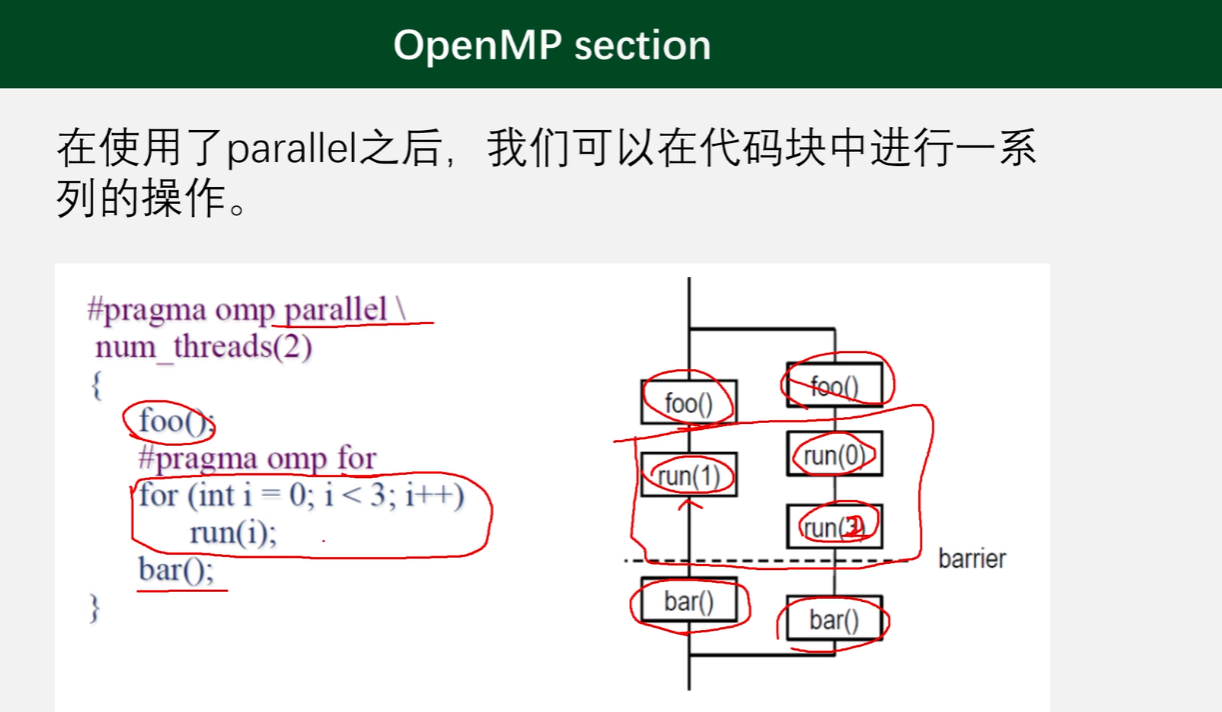 OpenMP section
在使用了parallel之后，我们可以在代码块中进行一系
列的操作。
#pragma omp parallel \
num_threads(2)
{
foo();
#pragma omp for
for (int i = 0; i < 3; i++)
run(i);
bar();
}
foo()
foo()
run(0)
run(1)
run(2)
barrier
bar()
bar()